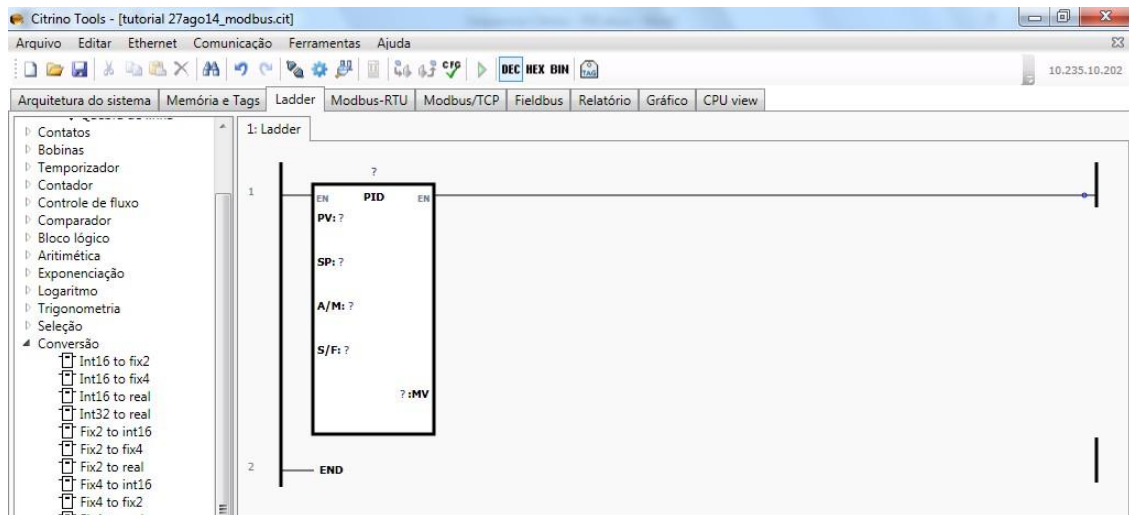 Citrino Tools - [tutorial 27ago14_modbus.cit]
Arquivo Editar Ethernet Comunicação Ferramentas Ajuda
cfg DEC HEX BIN TAG 10.235.10.202
Arquitetura do sistema Memória e Tags Ladder Modbus-RTU Modbus/TCP Fieldbus Relatório Gráfico CPU view
Contatos
Bobinas
Temporizador
Contador
Controle de fluxo
Comparador
Bloco lógico
Aritimética
Exponenciação
Logaritmo
Trigonometria
Seleção
Conversão
Int16 to fix2
Int16 to fix4
Int16 to real
Int32 to real
Fix2 to int16
Fix2 to fix4
Fix2 to real
Fix4 to int16
Fix4 to fix2
1: Ladder
?
1
EN PID EN
PV: ?
SP: ?
A/M: ?
S/F: ?
? :MV
2 END